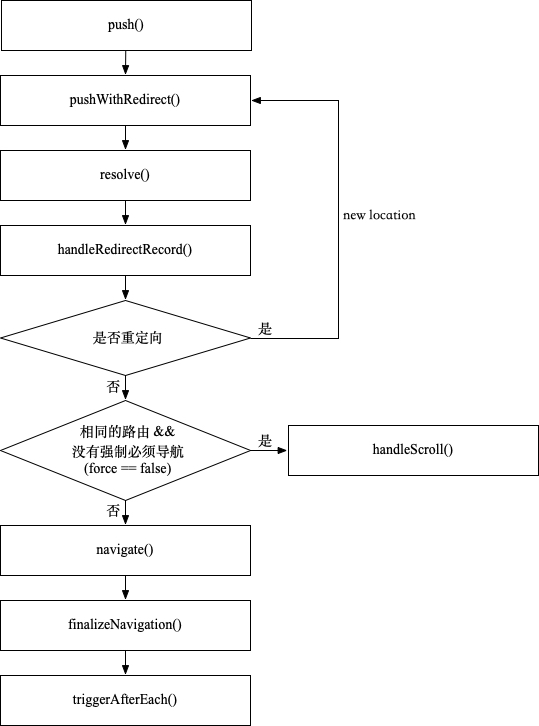 push()
pushWithRedirect()
resolve()
new location
handleRedirectRecord()
是否重定向
是
否
相同的路由 &&
没有强制必须导航
(force == false)
是
handleScroll()
否
navigate()
finalizeNavigation()
triggerAfterEach()